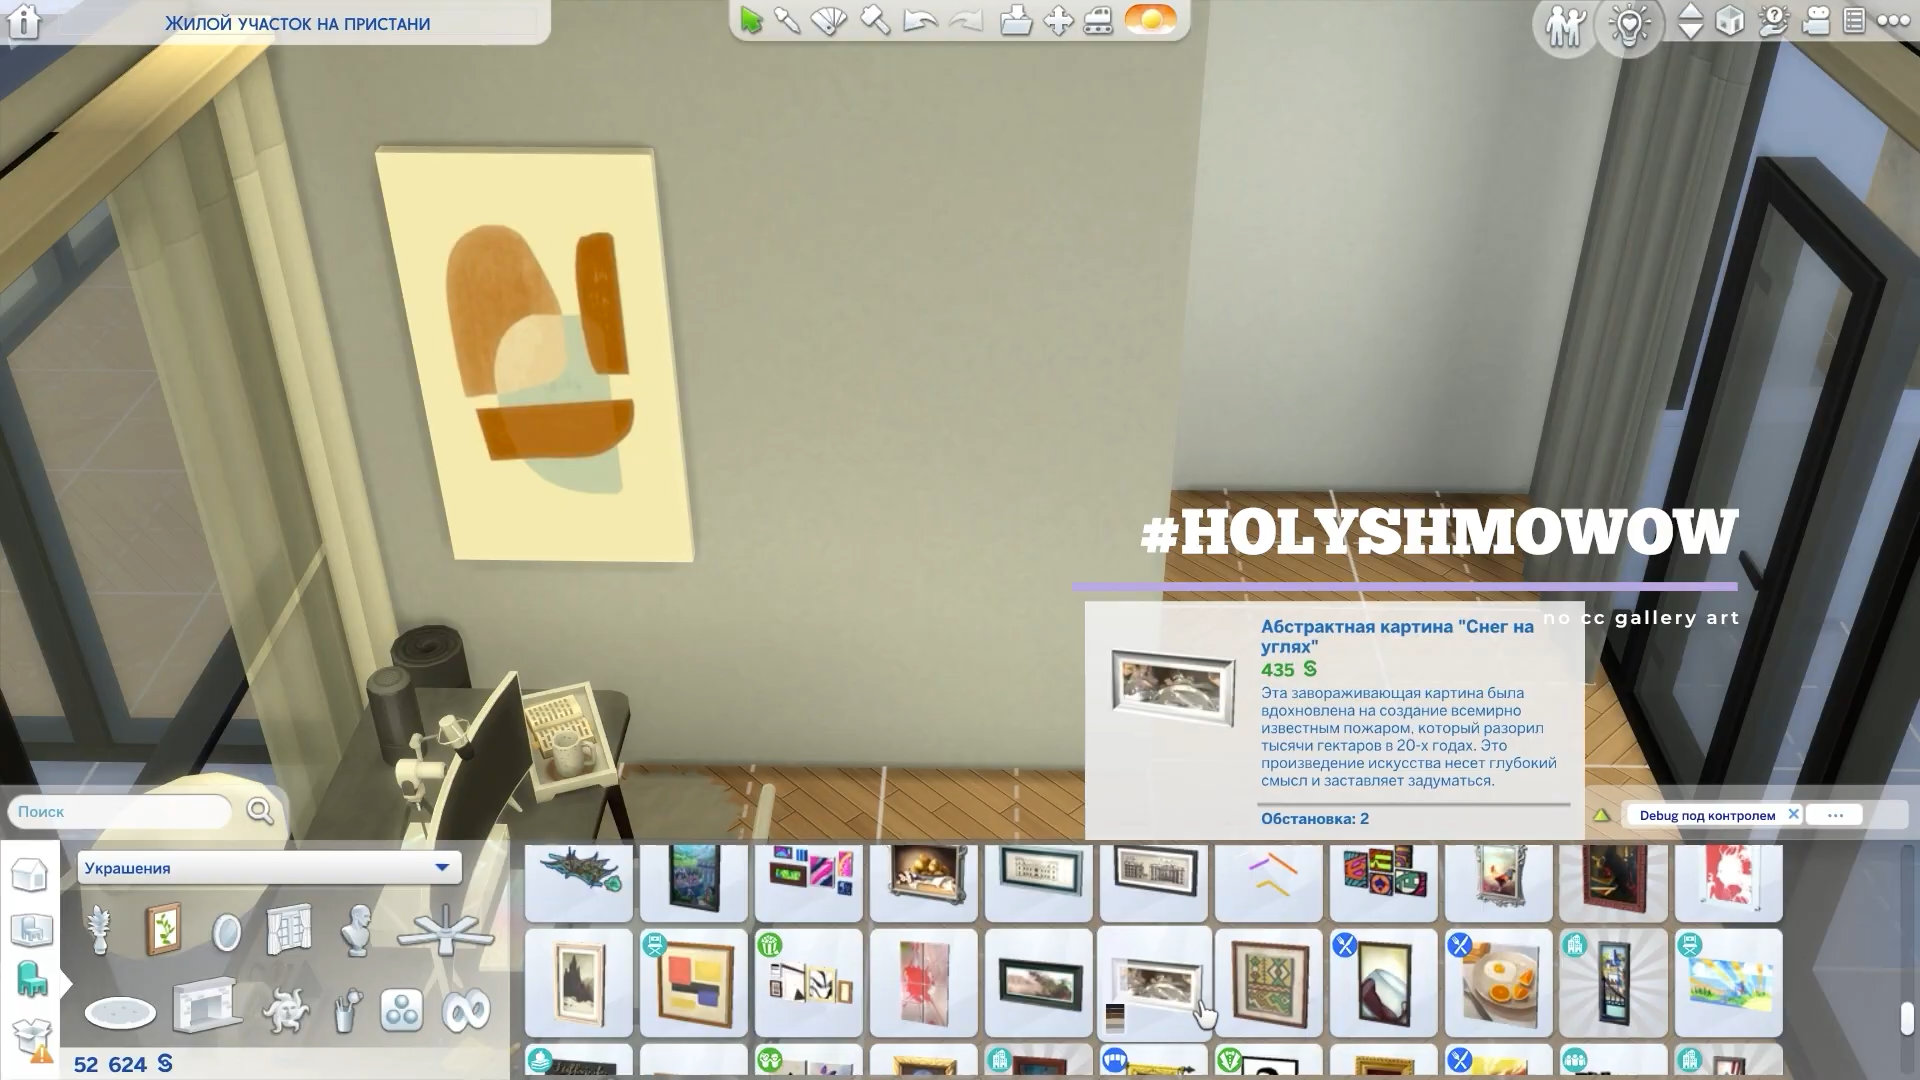 ЖИЛОЙ УЧАСТОК НА ПРИСТАНИ
#HOLYSHMOWOW
no cc gallery art
Абстрактная картина "Снег на
углях"
435 §
Эта завораживающая картина была
вдохновлена на создание всемирно
известным пожаром, который разорил
тысячи гектаров в 20-х годах. Это
произведение искусства несет глубокий
смысл и заставляет задуматься.
Обстановка: 2
Поиск
Debug под контролем
...
Украшения
52 624 §